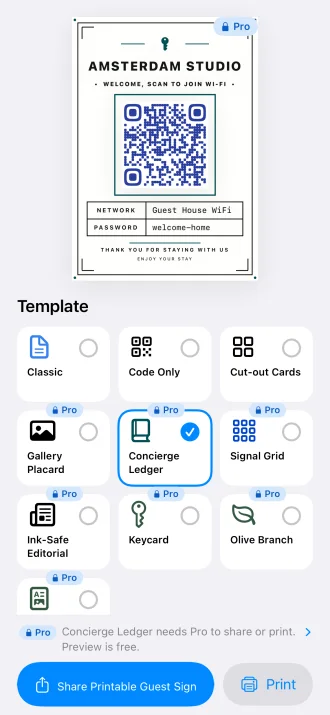 Pro
AMSTERDAM STUDIO
• WELCOME, SCAN TO JOIN WI-FI •
NETWORK Guest House WiFi
PASSWORD welcome-home
THANK YOU FOR STAYING WITH US
ENJOY YOUR STAY
Template
Classic
Code Only
Cut-out Cards
Pro
Pro
Pro
Gallery
Placard
Concierge
Ledger
Signal Grid
Pro
Pro
Pro
Ink-Safe
Editorial
Keycard
Olive Branch
Pro
Pro Concierge Ledger needs Pro to share or print.
Preview is free.
Share Printable Guest Sign
Print